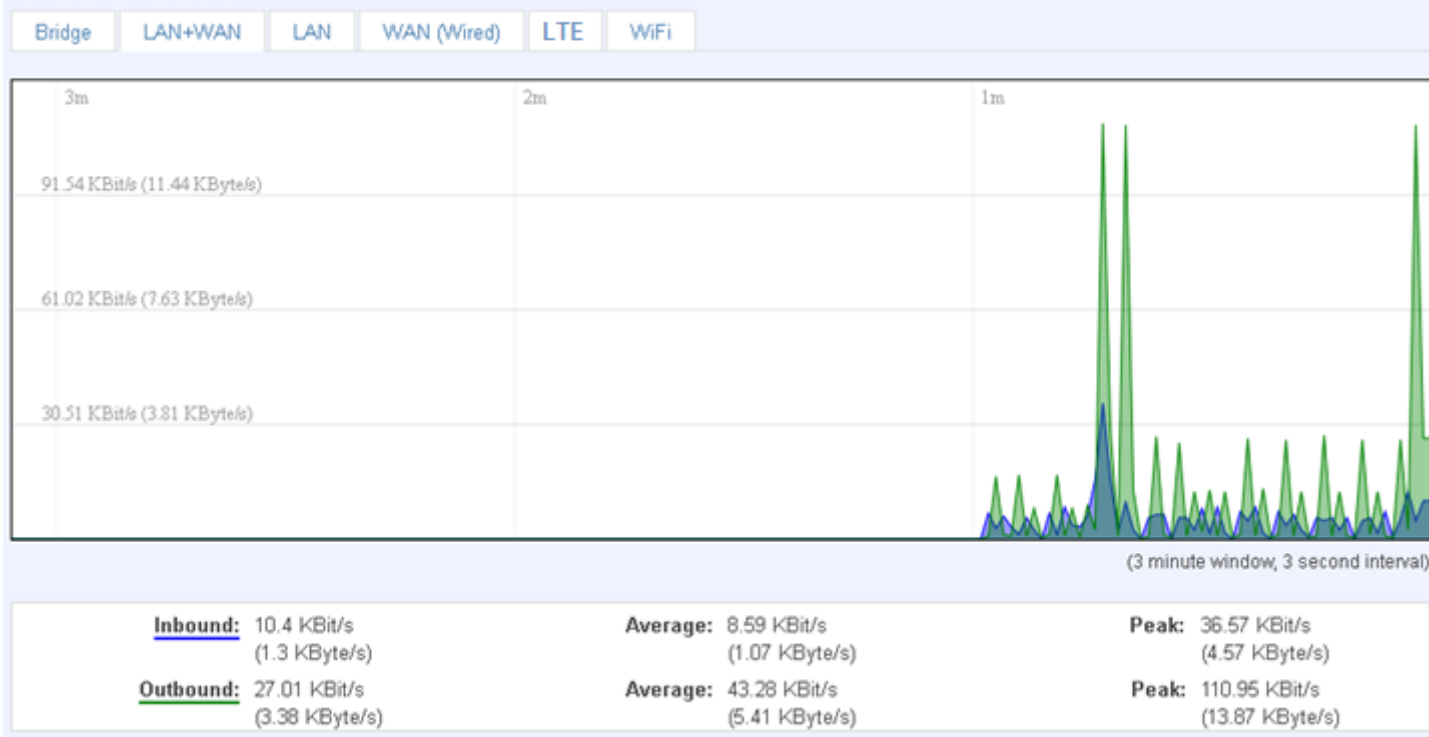 Bridge LAN+WAN LAN WAN (Wired) LTE WiFi
3m 2m 1m
91.54 KBit/s (11.44 KByte/s)
61.02 KBit/s (7.63 KByte/s)
30.51 KBit/s (3.81 KByte/s)
(3 minute window, 3 second interval)
Inbound: 10.4 KBit/s Average: 8.59 KBit/s Peak: 36.57 KBit/s
(1.3 KByte/s) (1.07 KByte/s) (4.57 KByte/s)
Outbound: 27.01 KBit/s Average: 43.28 KBit/s Peak: 110.95 KBit/s
(3.38 KByte/s) (5.41 KByte/s) (13.87 KByte/s)